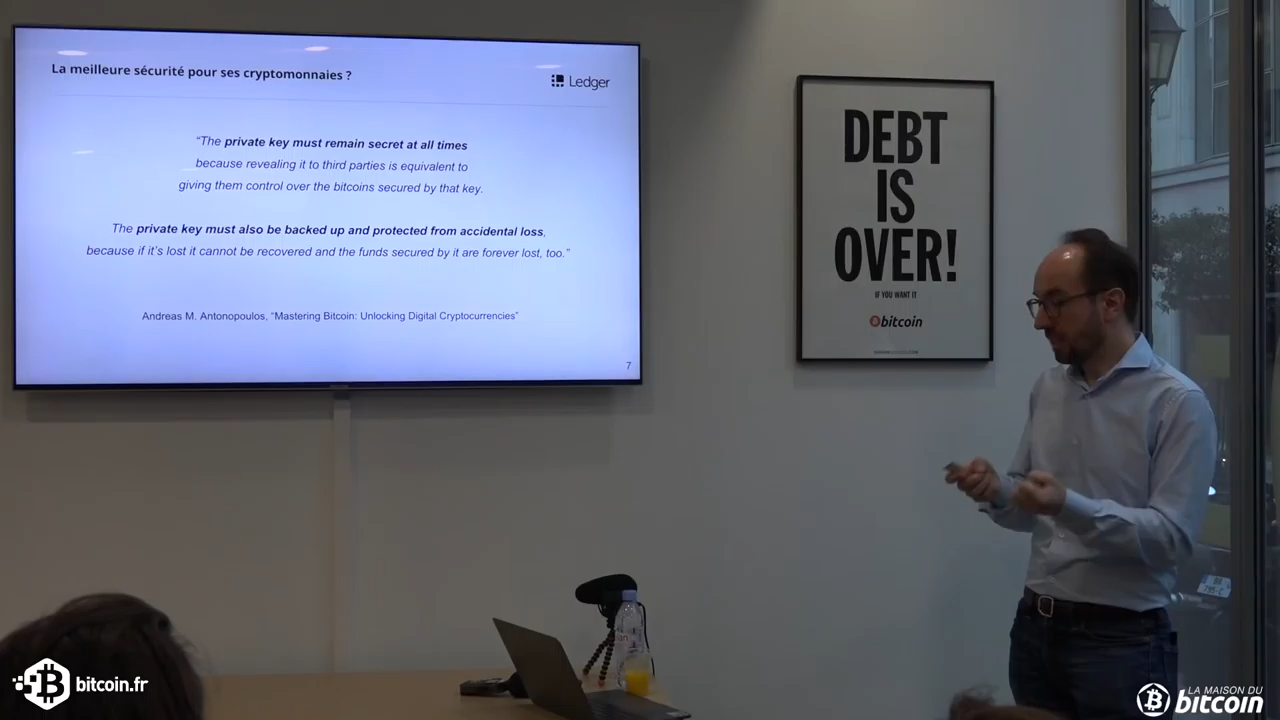 La meilleure sécurité pour ses cryptomonnaies ?
Ledger
“The private key must remain secret at all times
because revealing it to third parties is equivalent to
giving them control over the bitcoins secured by that key.
The private key must also be backed up and protected from accidental loss,
because if it’s lost it cannot be recovered and the funds secured by it are forever lost, too.”
Andreas M. Antonopoulos, “Mastering Bitcoin: Unlocking Digital Cryptocurrencies”
7
DEBT
IS
OVER!
IF YOU WANT IT
bitcoin
bitcoin.fr
LA MAISON DU
bitcoin